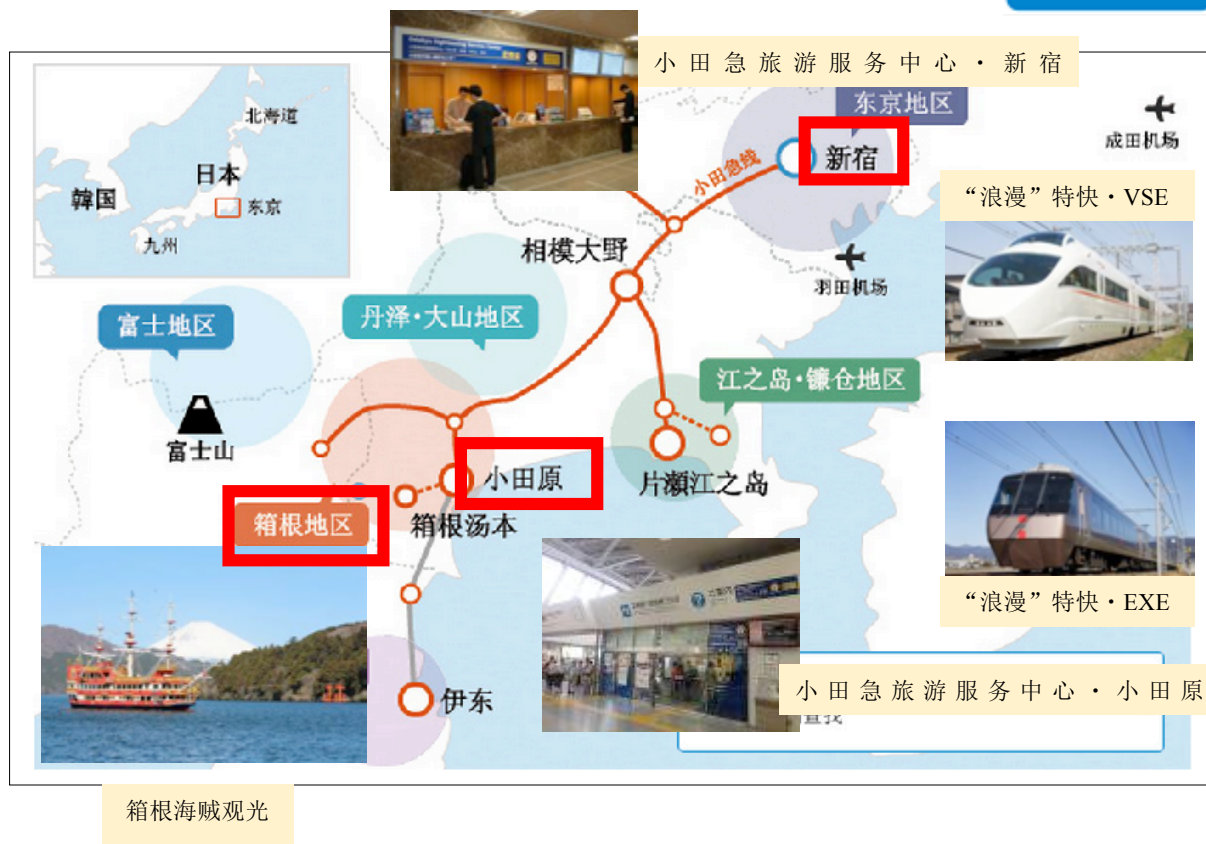 小田急旅游服务中心·新宿
东京地区
北海道
成田机场
新宿
小田急线
日本
韓国
东京
“浪漫”特快·VSE
九州
相模大野
羽田机场
丹泽·大山地区
富士地区
江之岛·镰仓地区
富士山
小田原
片瀬江之岛
箱根地区
箱根汤本
“浪漫”特快·EXE
小田急旅游服务中心·小田原
伊东
查找
箱根海贼观光